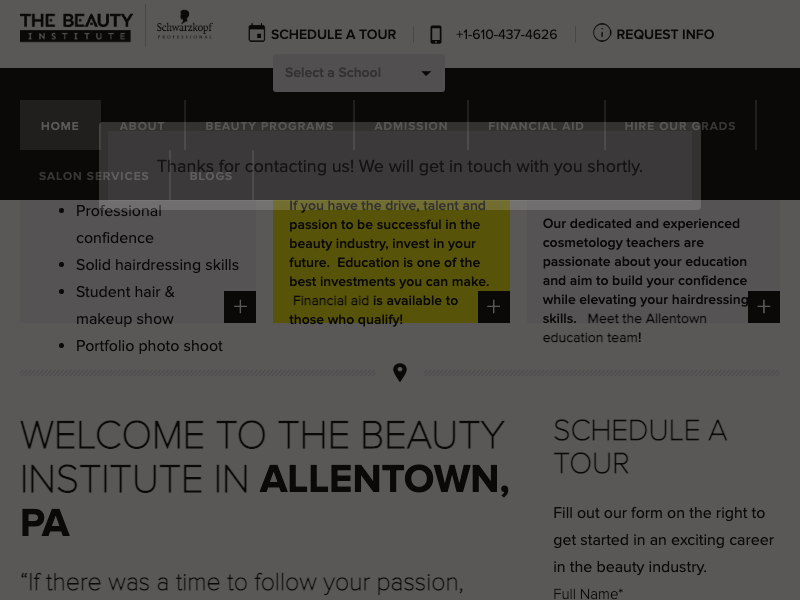 THE BEAUTY
INSTITUTE
Schwarzkopf
PROFESSIONAL
SCHEDULE A TOUR
+1-610-437-4626
REQUEST INFO
Select a School
HOME
ABOUT
BEAUTY PROGRAMS
ADMISSION
FINANCIAL AID
HIRE OUR GRADS
SALON SERVICES
BLOGS
Thanks for contacting us! We will get in touch with you shortly.
Professional
confidence
Solid hairdressing skills
Student hair &
makeup show
Portfolio photo shoot
If you have the drive, talent and
passion to be successful in the
beauty industry, invest in your
future. Education is one of the
best investments you can make.
Financial aid is available to
those who qualify!
Our dedicated and experienced
cosmetology teachers are
passionate about your education
and aim to build your confidence
while elevating your hairdressing
skills. Meet the Allentown
education team!
WELCOME TO THE BEAUTY
INSTITUTE IN ALLENTOWN,
PA
“If there was a time to follow your passion,
SCHEDULE A
TOUR
Fill out our form on the right to
get started in an exciting career
in the beauty industry.
Full Name*